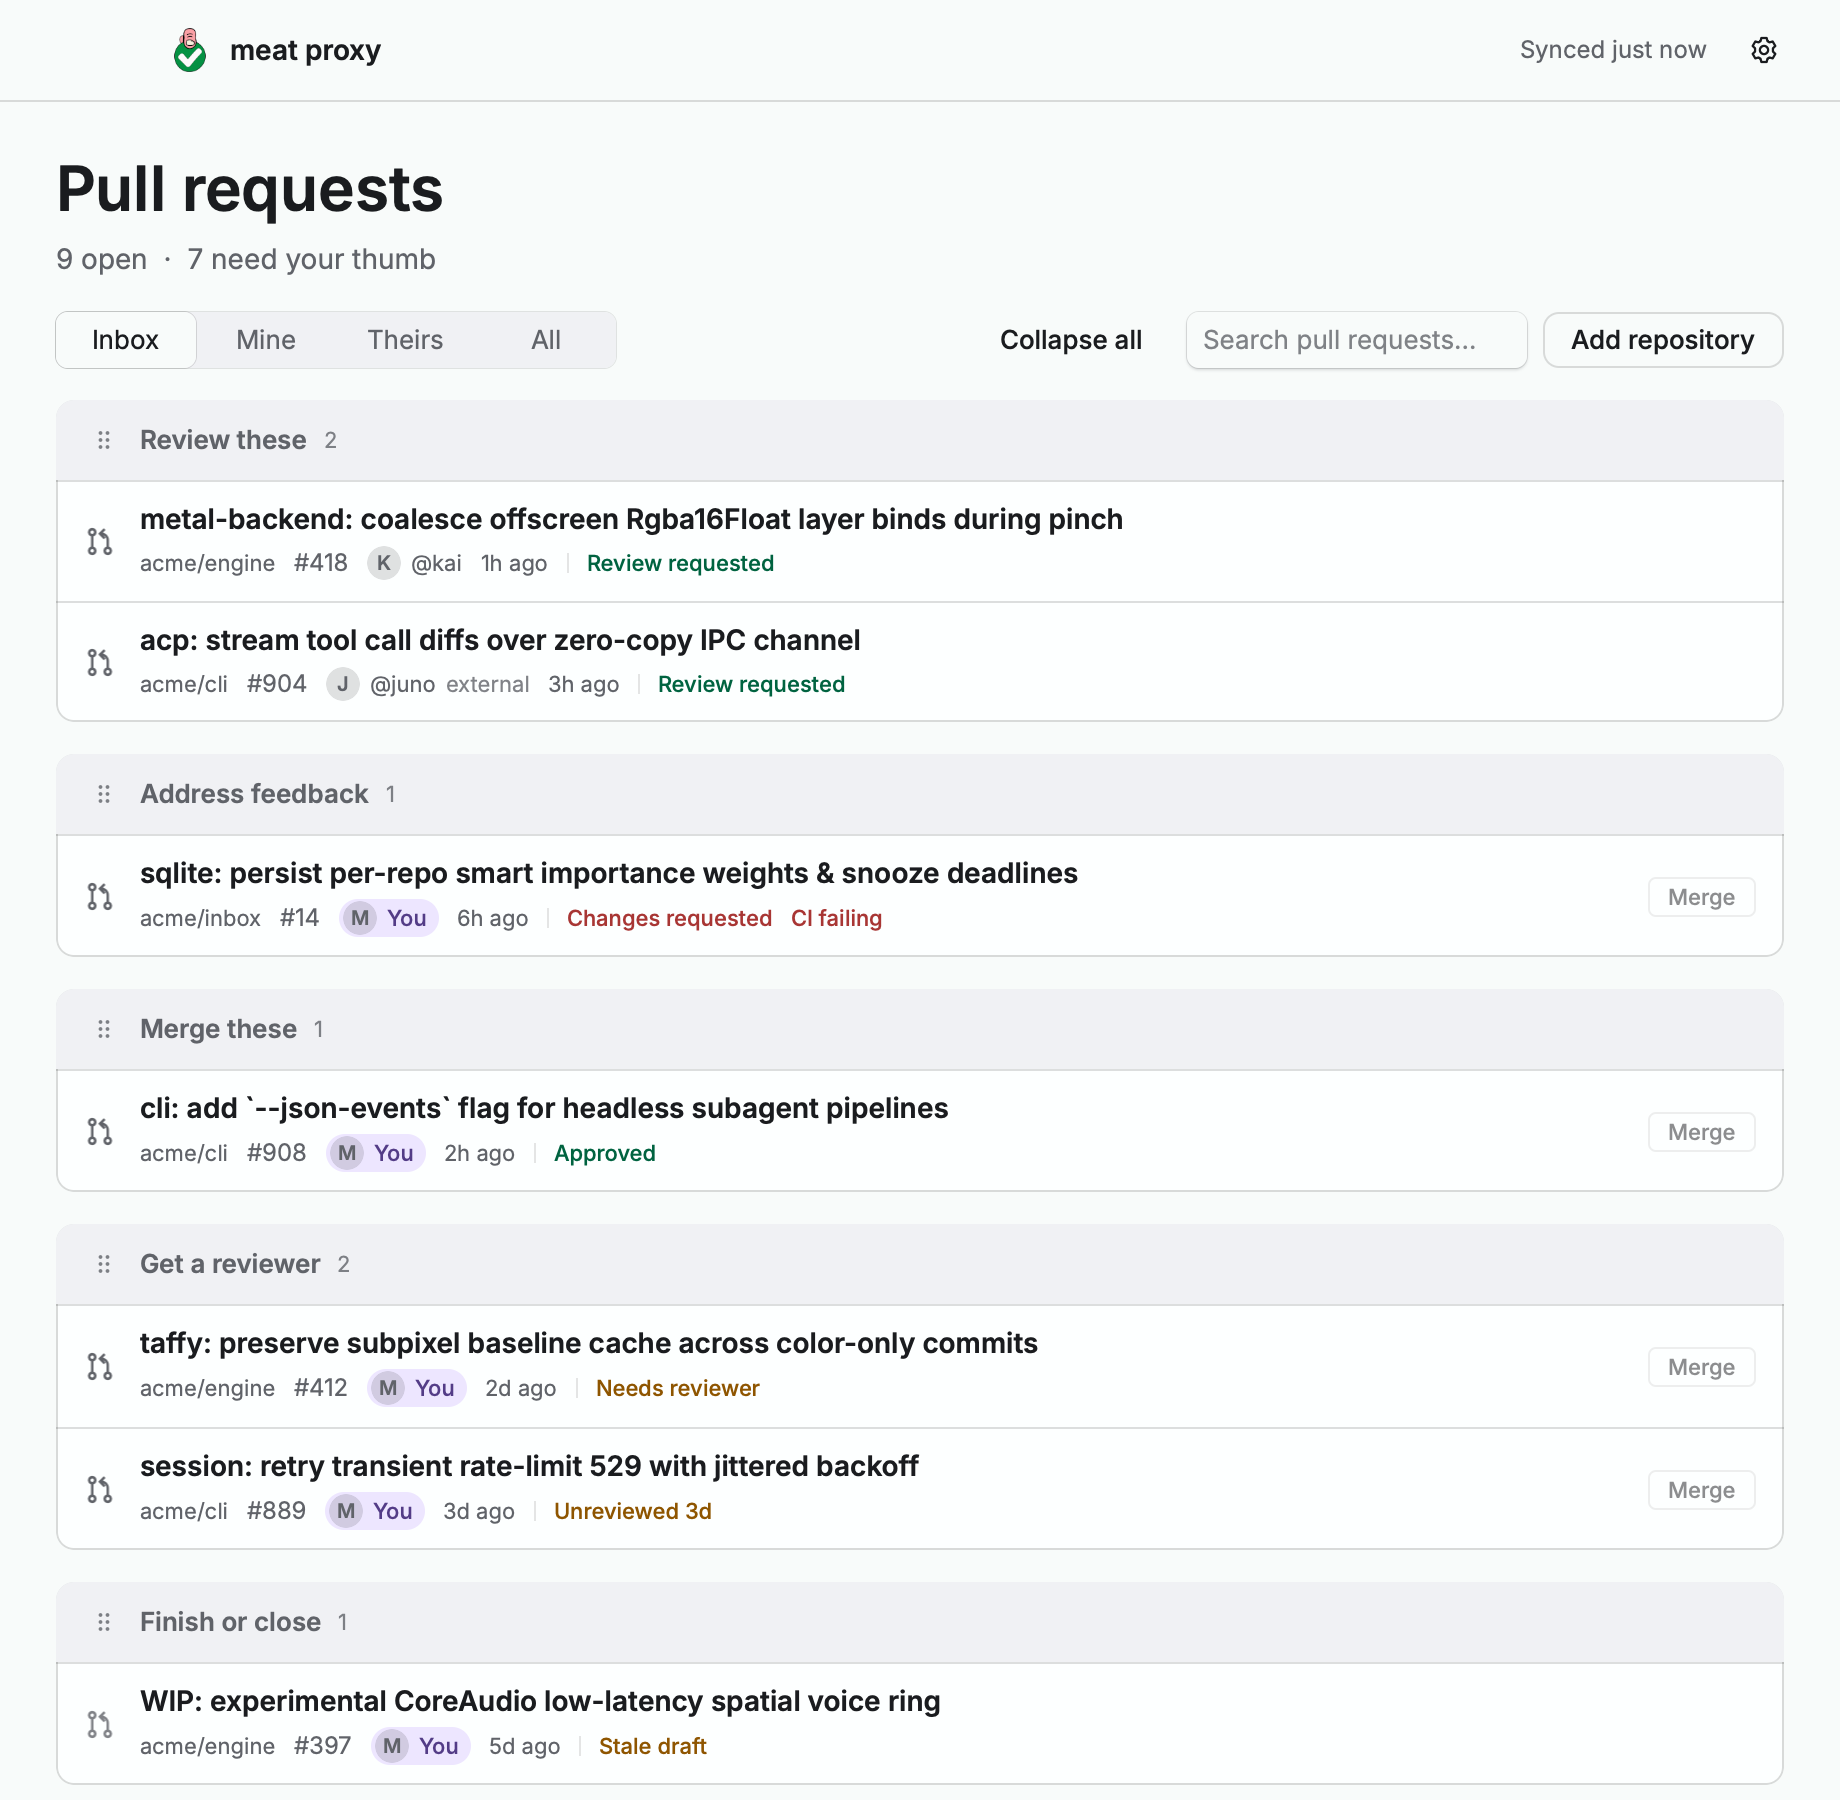 meat proxy
Synced just now
Pull requests
9 open · 7 need your thumb
Inbox Mine Theirs All
Collapse all
Search pull requests...
Add repository
Review these 2
metal-backend: coalesce offscreen Rgba16Float layer binds during pinch
acme/engine #418 K @kai 1h ago Review requested
acp: stream tool call diffs over zero-copy IPC channel
acme/cli #904 J @juno external 3h ago Review requested
Address feedback 1
sqlite: persist per-repo smart importance weights & snooze deadlines
acme/inbox #14 M You 6h ago Changes requested CI failing
Merge
Merge these 1
cli: add `--json-events` flag for headless subagent pipelines
acme/cli #908 M You 2h ago Approved
Merge
Get a reviewer 2
taffy: preserve subpixel baseline cache across color-only commits
acme/engine #412 M You 2d ago Needs reviewer
Merge
session: retry transient rate-limit 529 with jittered backoff
acme/cli #889 M You 3d ago Unreviewed 3d
Merge
Finish or close 1
WIP: experimental CoreAudio low-latency spatial voice ring
acme/engine #397 M You 5d ago Stale draft